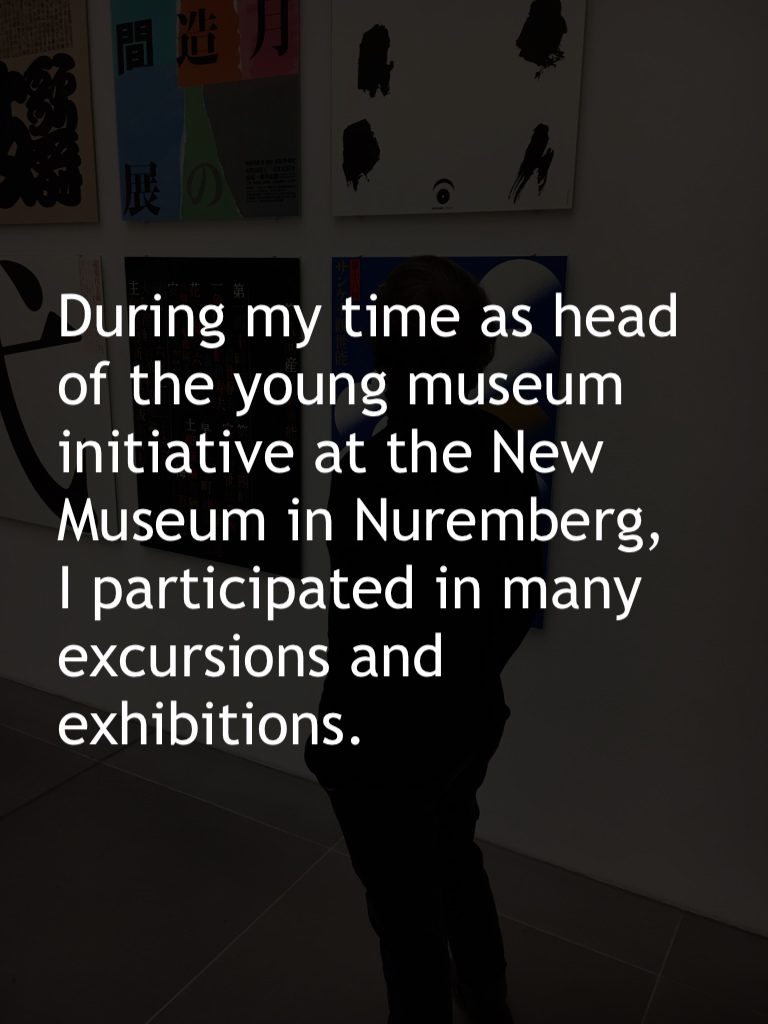 間 造 月
展 の
During my time as head
of the young museum
initiative at the New
Museum in Nuremberg,
I participated in many
excursions and
exhibitions.